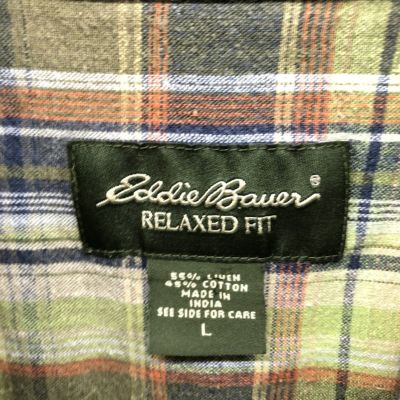 Eddie Bauer®
RELAXED FIT
55% LINEN
45% COTTON
MADE IN
INDIA
SEE SIDE FOR CARE
L